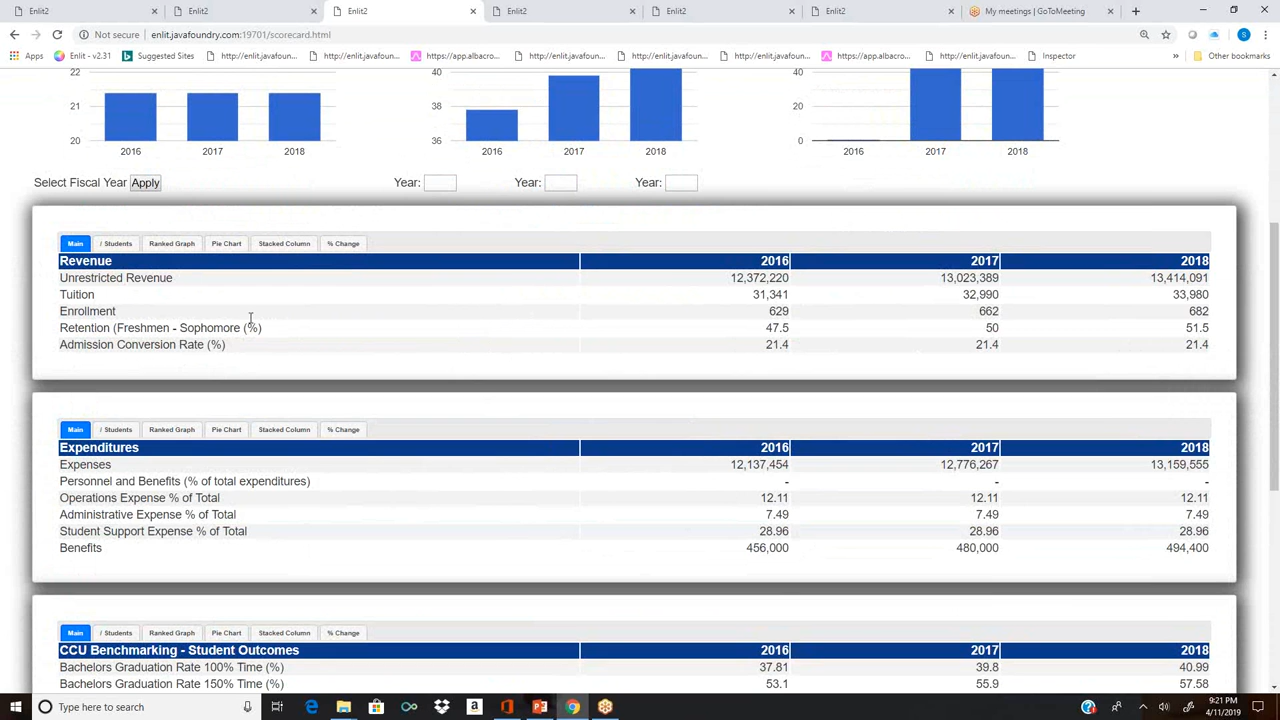 Enlit2
Enlit2
Enlit2
Enlit2
Enlit2
Enlit2
My meetings | GoToMeeting
Not secure | enlit.javafoundry.com:19701/scorecard.html
Apps
Enlit - v2.31
Suggested Sites
http://enlit.javafoun...
http://enlit.javafoun...
https://app.albacro...
http://enlit.javafoun...
http://enlit.javafoun...
https://app.albacro...
http://enlit.javafoun...
Inspector
»
Other bookmarks
22
21
20
2016 2017 2018
40
38
36
2016 2017 2018
40
20
0
2016 2017 2018
Select Fiscal Year Apply Year: Year: Year:
Main / Students Ranked Graph Pie Chart Stacked Column % Change
Revenue 2016 2017 2018
Unrestricted Revenue 12,372,220 13,023,389 13,414,091
Tuition 31,341 32,990 33,980
Enrollment 629 662 682
Retention (Freshmen - Sophomore (%) 47.5 50 51.5
Admission Conversion Rate (%) 21.4 21.4 21.4
Main / Students Ranked Graph Pie Chart Stacked Column % Change
Expenditures 2016 2017 2018
Expenses 12,137,454 12,776,267 13,159,555
Personnel and Benefits (% of total expenditures) - - -
Operations Expense % of Total 12.11 12.11 12.11
Administrative Expense % of Total 7.49 7.49 7.49
Student Support Expense % of Total 28.96 28.96 28.96
Benefits 456,000 480,000 494,400
Main / Students Ranked Graph Pie Chart Stacked Column % Change
CCU Benchmarking - Student Outcomes 2016 2017 2018
Bachelors Graduation Rate 100% Time (%) 37.81 39.8 40.99
Bachelors Graduation Rate 150% Time (%) 53.1 55.9 57.58
Type here to search
9:21 PM
4/11/2019